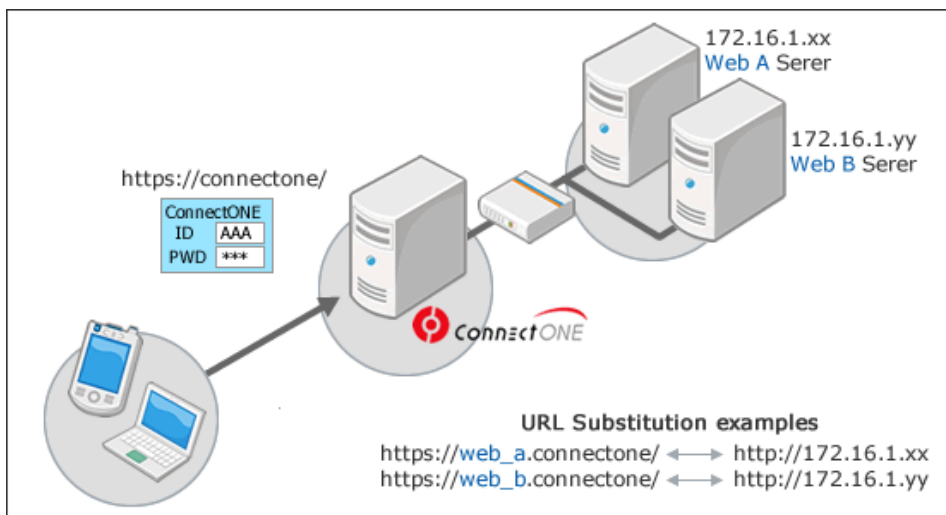 172.16.1.xx
Web A Serer
172.16.1.yy
Web B Serer
https://connectone/
ConnectONE
ID AAA
PWD ***
ConnectONE
URL Substitution examples
https://web_a.connectone/ http://172.16.1.xx
https://web_b.connectone/ http://172.16.1.yy